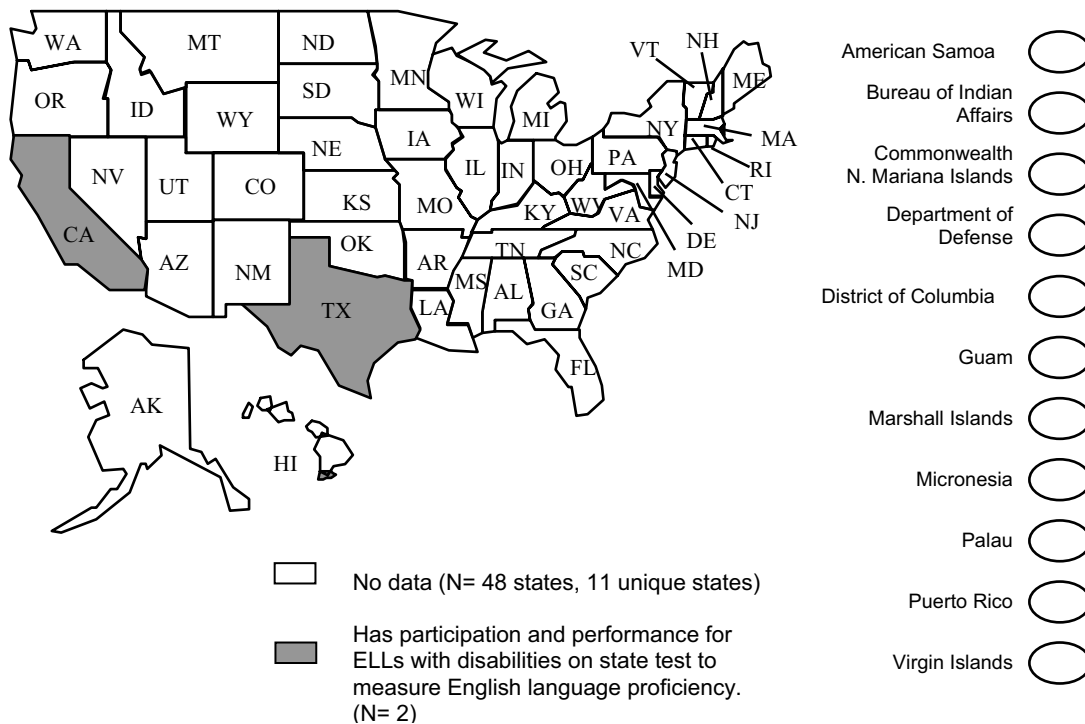 WA
MT
ND
MN
VT
NH
ME
OR
ID
SD
WI
MI
NY
MA
WY
IA
NE
IL
IN
OH
PA
RI
CT
NV
UT
CO
KS
MO
KY
WV
VA
NJ
DE
MD
CA
AZ
NM
OK
AR
TN
NC
SC
MS
AL
GA
TX
LA
FL
AK
HI
American Samoa
Bureau of Indian
Affairs
Commonwealth
N. Mariana Islands
Department of
Defense
District of Columbia
Guam
Marshall Islands
Micronesia
Palau
Puerto Rico
Virgin Islands
No data (N= 48 states, 11 unique states)
Has participation and performance for
ELLs with disabilities on state test to
measure English language proficiency.
(N= 2)